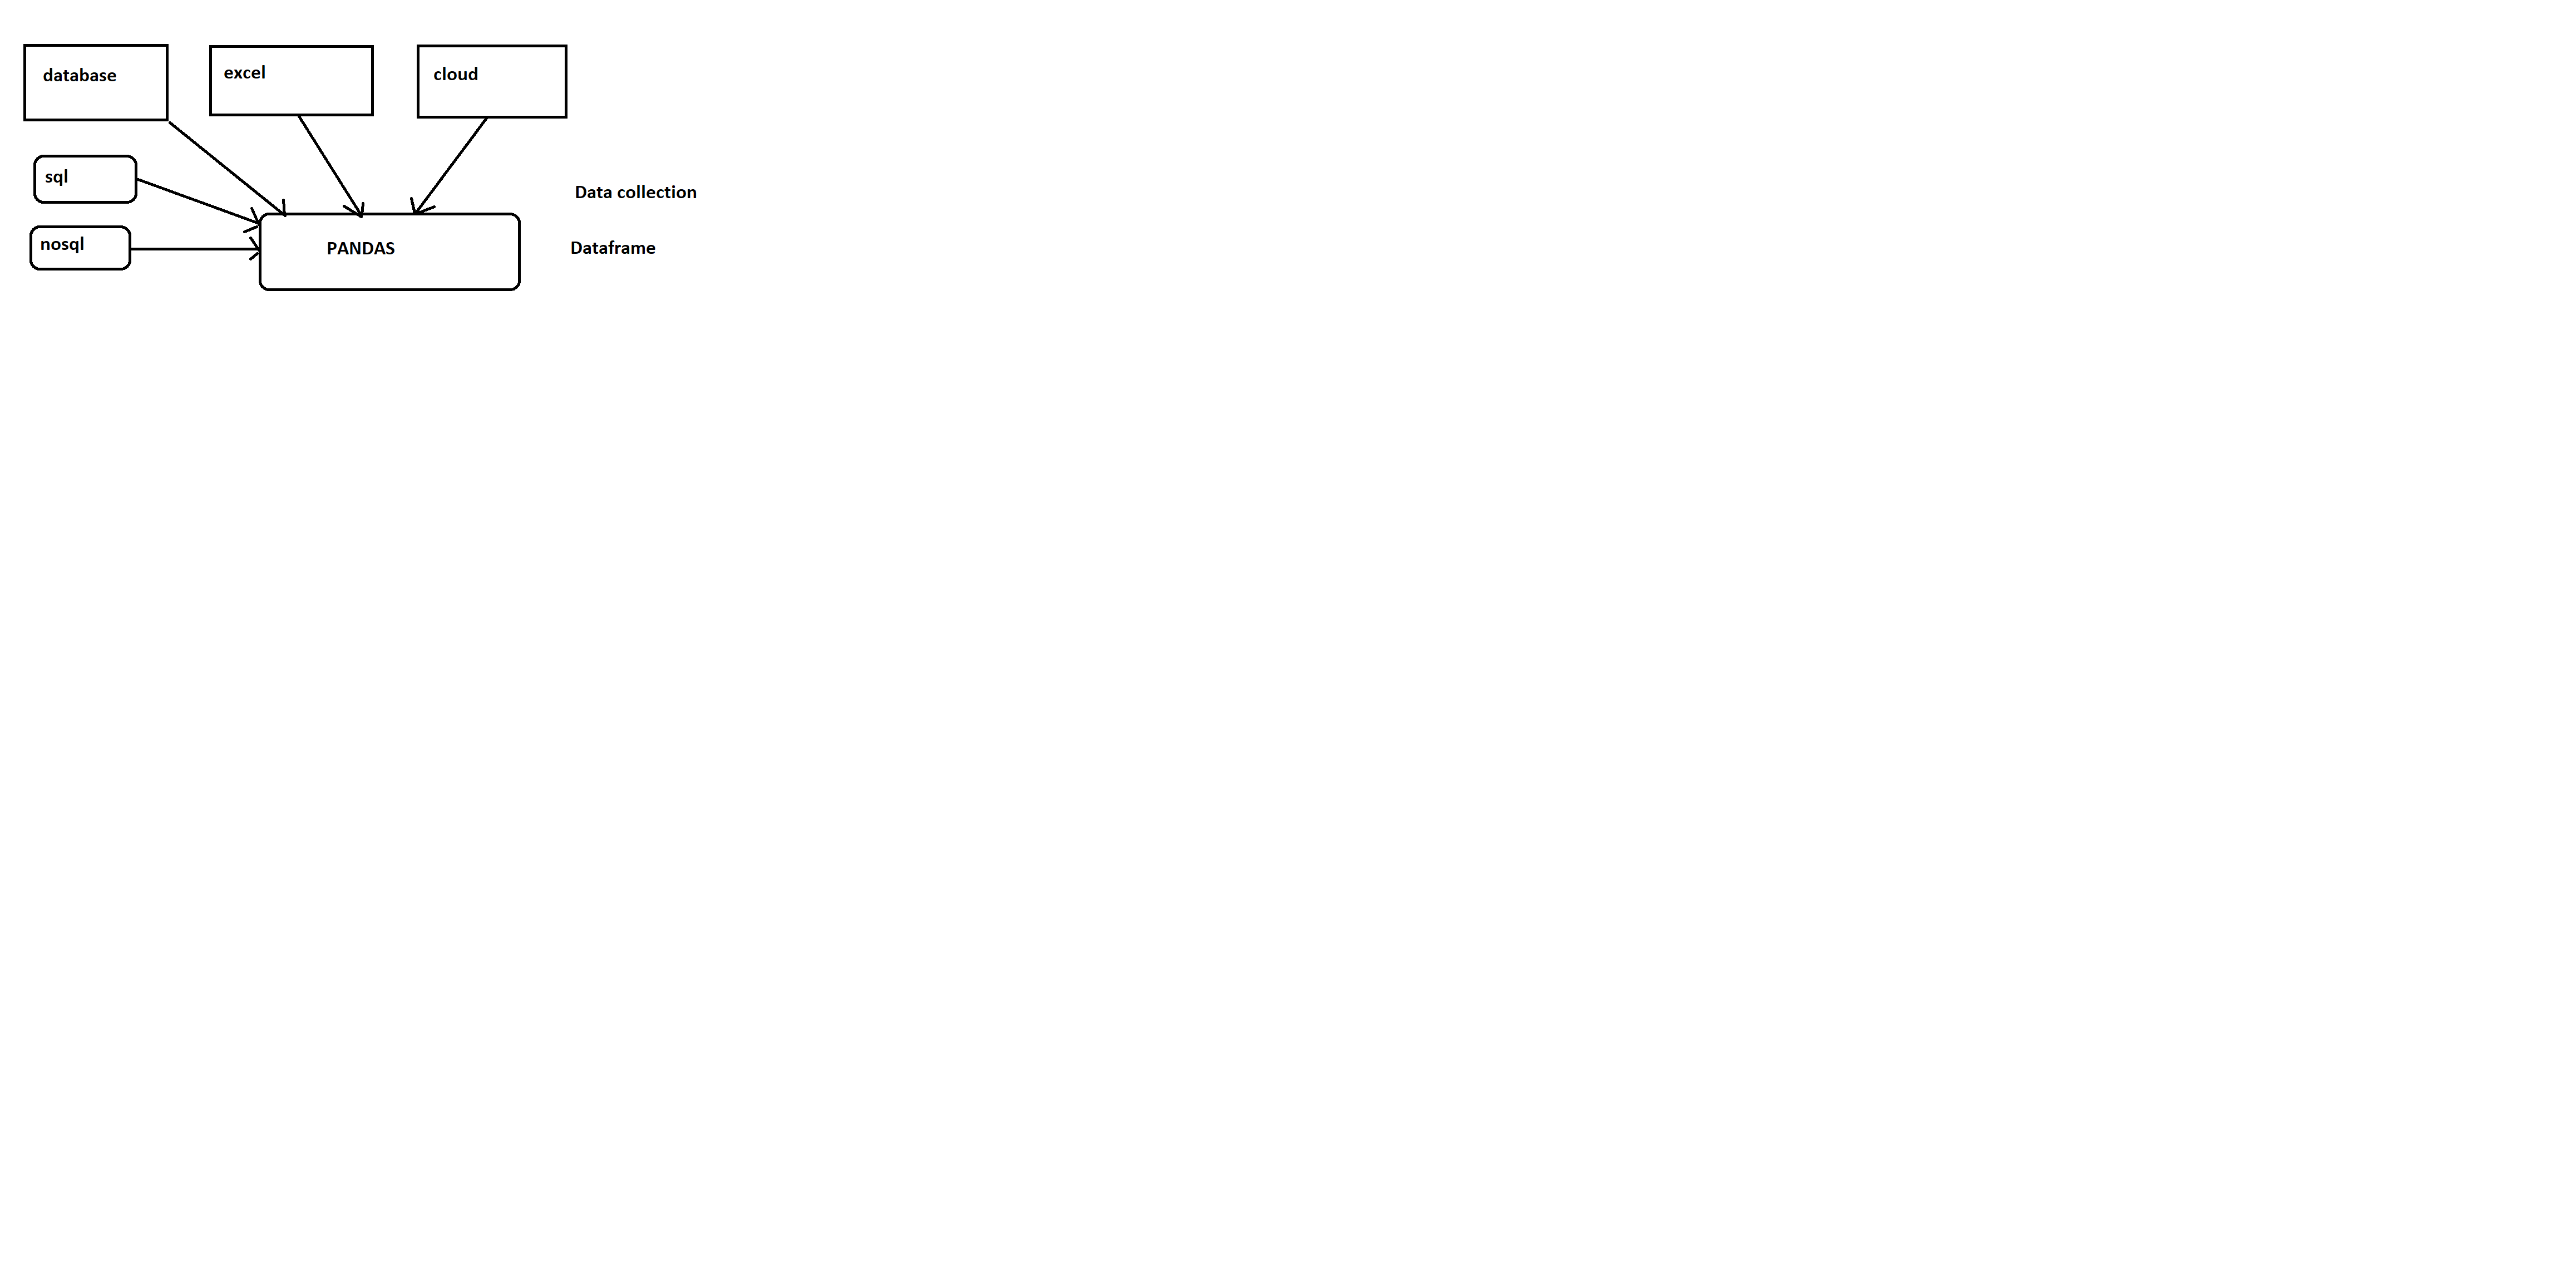 database
excel
cloud
sql
Data collection
nosql
PANDAS
Dataframe